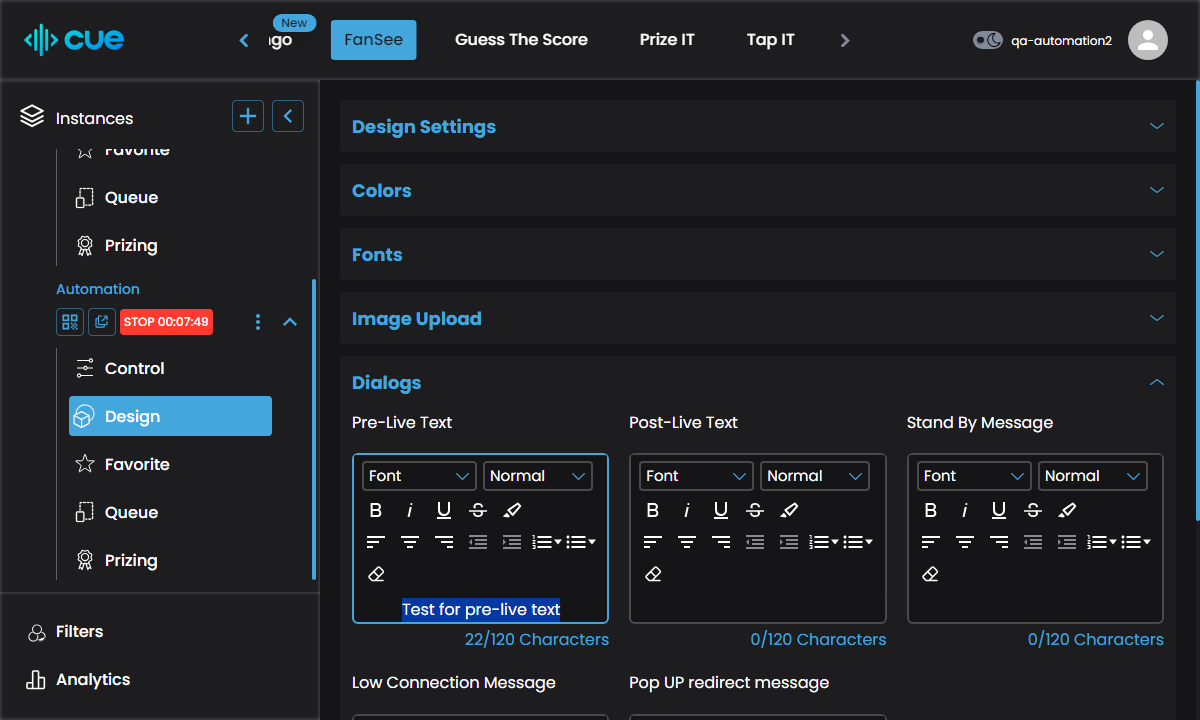 cue
New
FanSee
Guess The Score
Prize IT
Tap IT
qa-automation2
Instances
Favorite
Queue
Prizing
Automation
STOP 00:07:49
Control
Design
Favorite
Queue
Prizing
Filters
Analytics
Design Settings
Colors
Fonts
Image Upload
Dialogs
Pre-Live Text
Post-Live Text
Stand By Message
Font Normal
Font Normal
Font Normal
B i U S
B i U S
B i U S
Test for pre-live text
22/120 Characters
0/120 Characters
0/120 Characters
Low Connection Message
Pop UP redirect message